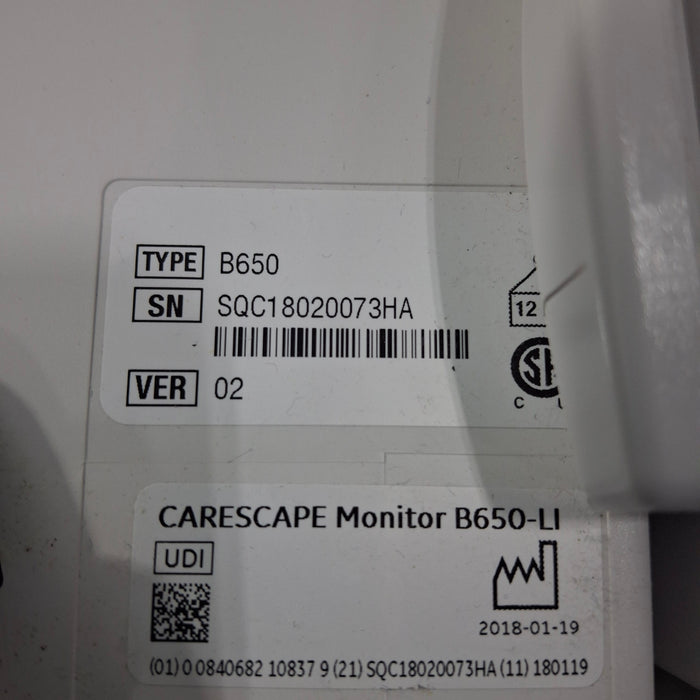 TYPE B650
SN SQC18020073HA
12
VER 02
C
CARESCAPE Monitor B650-LI
UDI
2018-01-19
(01) 0 0840682 10837 9 (21) SQC18020073HA (11) 180119